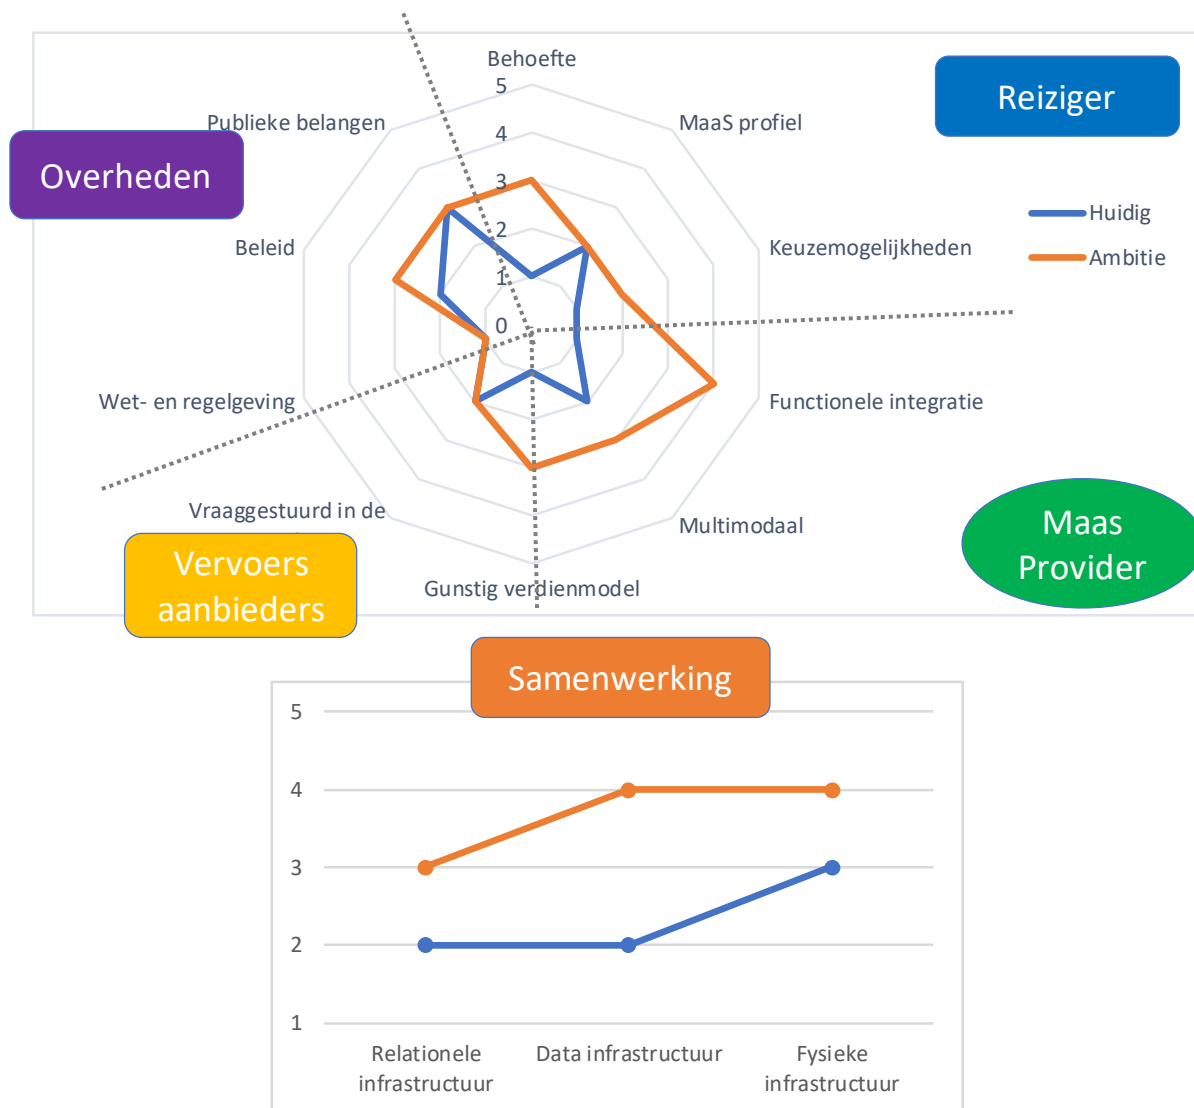 Behoefte
5
Reiziger
Publieke belangen
MaaS profiel
4
Overheden
3
Huidig
2
Beleid
Keuzemogelijkheden
Ambitie
1
0
Wet- en regelgeving
Functionele integratie
Vraaggestuurd in de
Multimodaal
Maas
Provider
Vervoers
aanbieders
Gunstig verdienmodel
Samenwerking
5
4
3
2
1
Relationele
infrastructuur
Data infrastructuur
Fysieke
infrastructuur